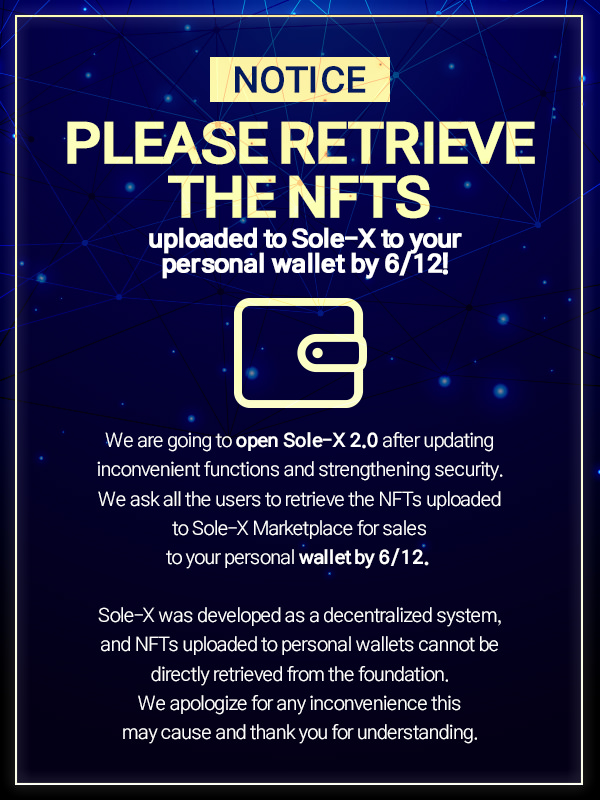 NOTICE
PLEASE RETRIEVE
THE NFTS
uploaded to Sole-X to your
personal wallet by 6/12!
We are going to open Sole-X 2.0 after updating
inconvenient functions and strengthening security.
We ask all the users to retrieve the NFTs uploaded
to Sole-X Marketplace for sales
to your personal wallet by 6/12.
Sole-X was developed as a decentralized system,
and NFTs uploaded to personal wallets cannot be
directly retrieved from the foundation.
We apologize for any inconvenience this
may cause and thank you for understanding.